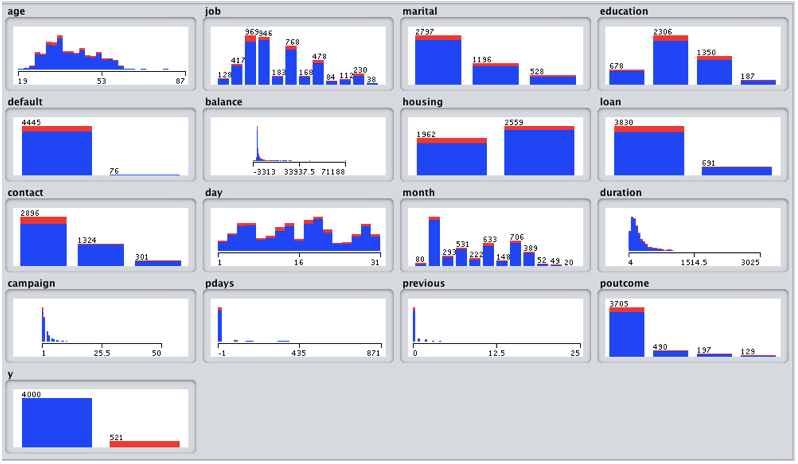 age
19 53 87
job
128 417 969 946 183 768 168 478 84 112 230 38
marital
2797 1196 528
education
678 2306 1350 187
default
4445 76
balance
-3313 33937.5 71188
housing
1962 2559
loan
3830 691
contact
2896 1324 301
day
1 16 31
month
80 293 531 222 633 148 706 389 52 49 20
duration
4 1514.5 3025
campaign
1 25.5 50
pdays
-1 435 871
previous
0 12.5 25
poutcome
3705 490 197 129
y
4000 521